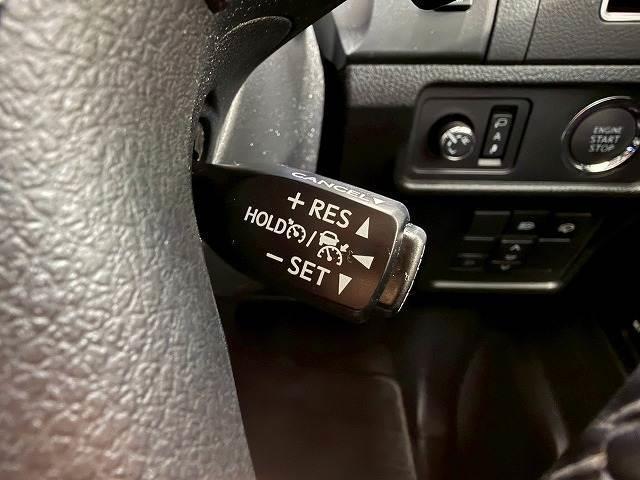 CANCEL
+ RES
HOLD /
− SET
ENGINE
START
STOP
A